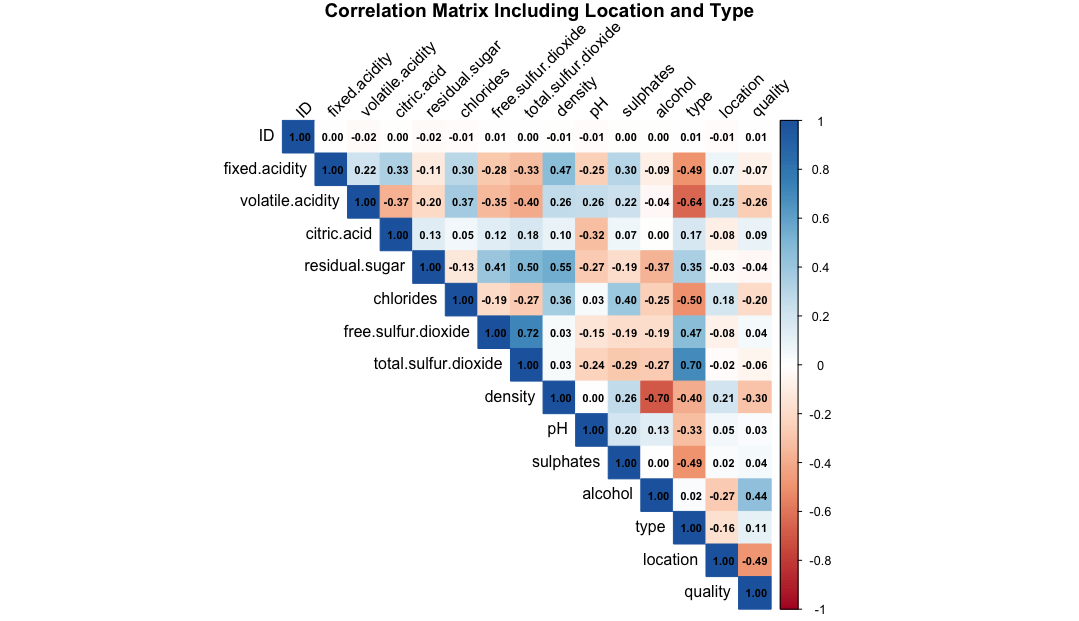 Correlation Matrix Including Location and Type
ID fixed.acidity volatile.acidity citric.acid residual.sugar chlorides free.sulfur.dioxide total.sulfur.dioxide density pH sulphates alcohol type location quality
ID 1.00 0.00 -0.02 0.00 -0.02 -0.01 0.01 0.00 -0.01 -0.01 0.00 0.00 0.01 -0.01 0.01
fixed.acidity 1.00 0.22 0.33 -0.11 0.30 -0.28 -0.33 0.47 -0.25 0.30 -0.09 -0.49 0.07 -0.07
volatile.acidity 1.00 -0.37 -0.20 0.37 -0.35 -0.40 0.26 0.26 0.22 -0.04 -0.64 0.25 -0.26
citric.acid 1.00 0.13 0.05 0.12 0.18 0.10 -0.32 0.07 0.00 0.17 -0.08 0.09
residual.sugar 1.00 -0.13 0.41 0.50 0.55 -0.27 -0.19 -0.37 0.35 -0.03 -0.04
chlorides 1.00 -0.19 -0.27 0.36 0.03 0.40 -0.25 -0.50 0.18 -0.20
free.sulfur.dioxide 1.00 0.72 0.03 -0.15 -0.19 -0.19 0.47 -0.08 0.04
total.sulfur.dioxide 1.00 0.03 -0.24 -0.29 -0.27 0.70 -0.02 -0.06
density 1.00 0.00 0.26 -0.70 -0.40 0.21 -0.30
pH 1.00 0.20 0.13 -0.33 0.05 0.03
sulphates 1.00 0.00 -0.49 0.02 0.04
alcohol 1.00 0.02 -0.27 0.44
type 1.00 -0.16 0.11
location 1.00 -0.49
quality 1.00
1
0.8
0.6
0.4
0.2
0
-0.2
-0.4
-0.6
-0.8
-1